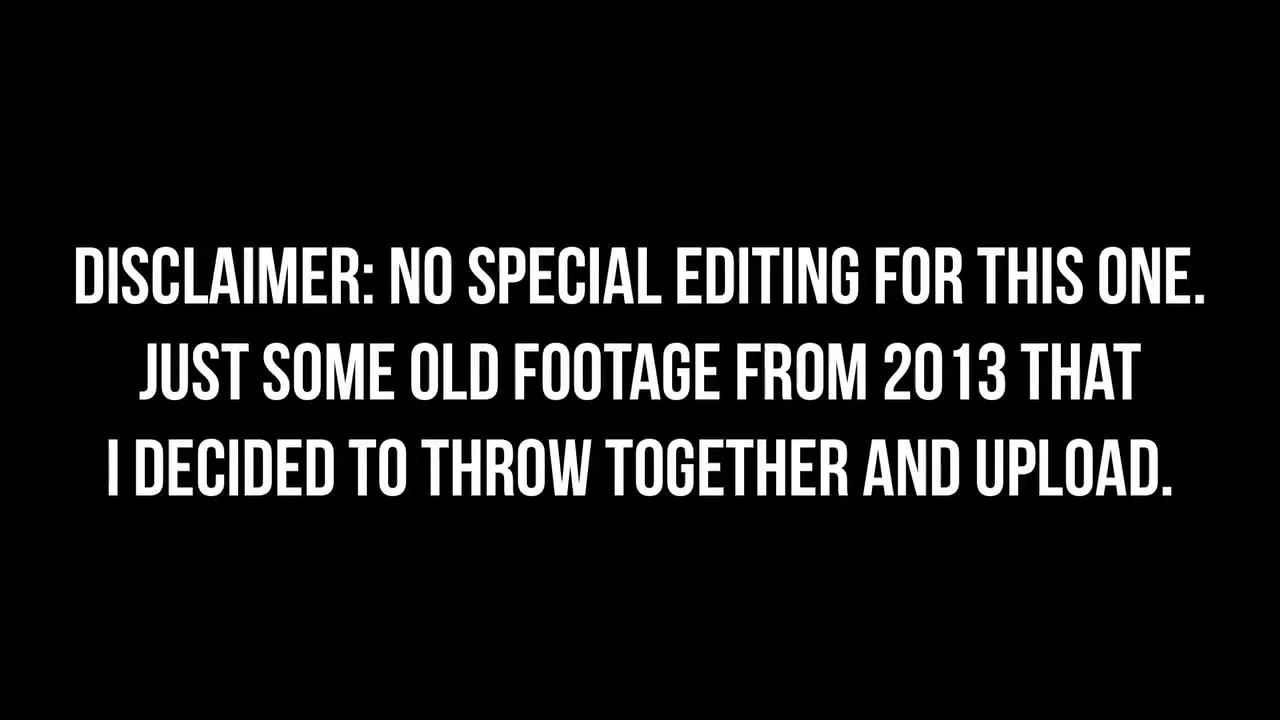 DISCLAIMER: NO SPECIAL EDITING FOR THIS ONE.
JUST SOME OLD FOOTAGE FROM 2013 THAT
I DECIDED TO THROW TOGETHER AND UPLOAD.